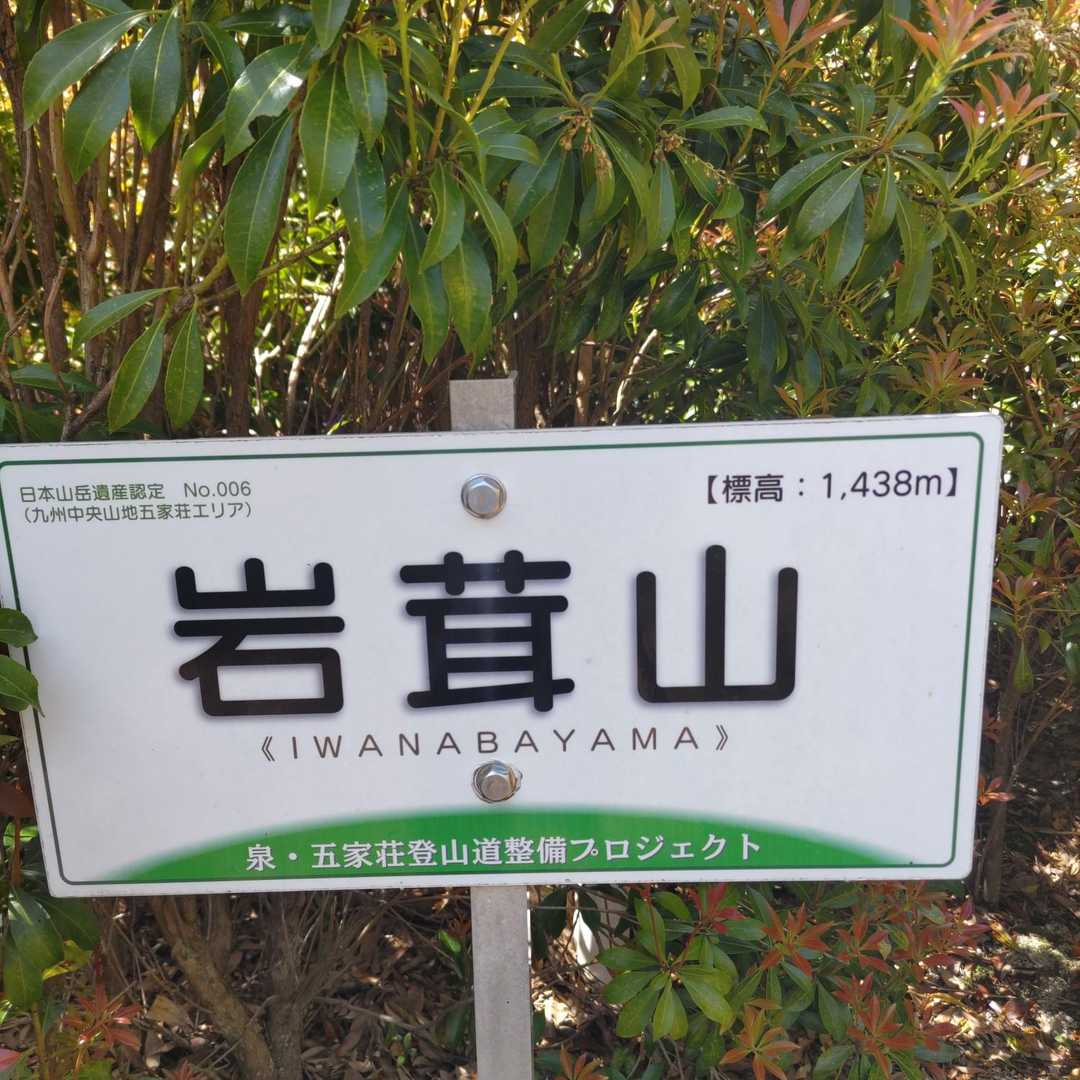 日本山岳遺産認定 No.006
(九州中央山地五家荘エリア)
【標高：1,438m】
岩茸山
《IWANABAYAMA》
泉・五家荘登山道整備プロジェクト